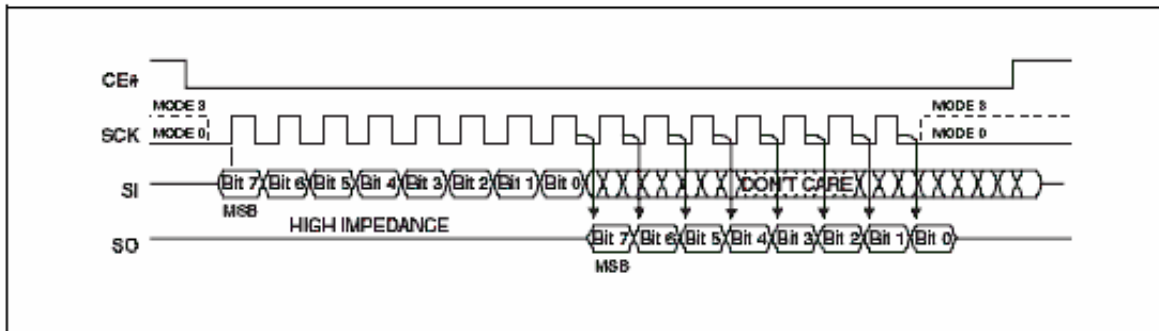 CE#
MODE 3 MODE 3
SCK MODE 0 MODE 0
SI Bit 7 Bit 6 Bit 5 Bit 4 Bit 3 Bit 2 Bit 1 Bit 0 DON'T CARE
MSB
HIGH IMPEDANCE
SO Bit 7 Bit 6 Bit 5 Bit 4 Bit 3 Bit 2 Bit 1 Bit 0
MSB